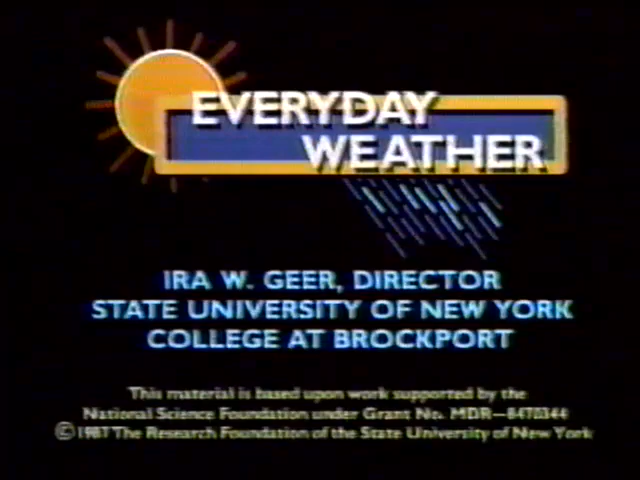 EVERYDAY
WEATHER
IRA W. GEER, DIRECTOR
STATE UNIVERSITY OF NEW YORK
COLLEGE AT BROCKPORT
This material is based upon work supported by the
National Science Foundation under Grant No. MDR—8470344
© 1987 The Research Foundation of the State University of New York